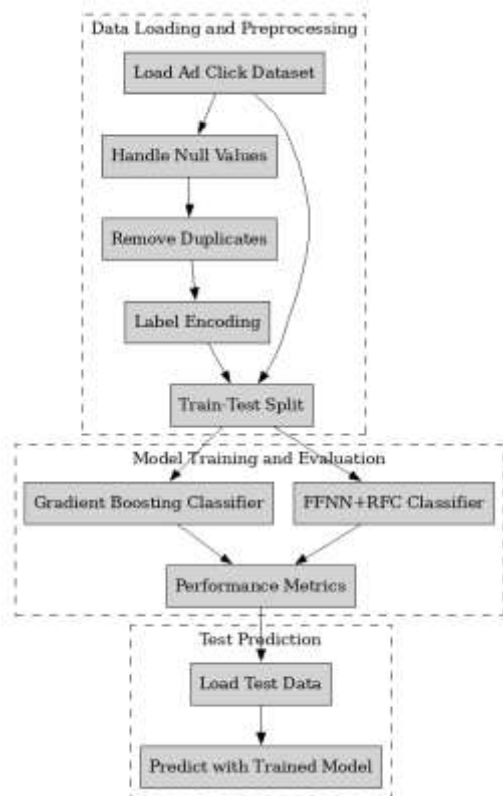 Data Loading and Preprocessing
Load Ad Click Dataset
Handle Null Values
Remove Duplicates
Label Encoding
Train-Test Split
Model Training and Evaluation
Gradient Boosting Classifier
FFNN+RFC Classifier
Performance Metrics
Test Prediction
Load Test Data
Predict with Trained Model